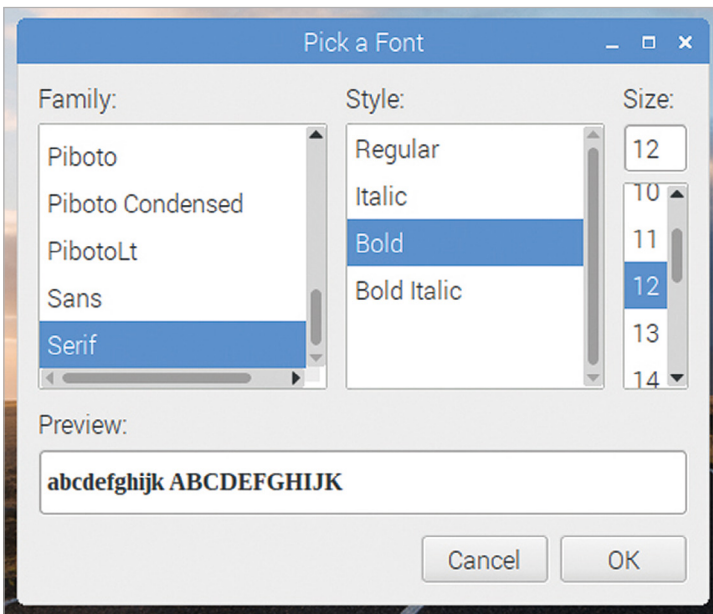 Pick a Font
Family:
Piboto
Piboto Condensed
PibotoLt
Sans
Serif
Style:
Regular
Italic
Bold
Bold Italic
Size:
12
10
11
12
13
14
Preview:
abcdefghijk ABCDEFGHIJK
Cancel
OK